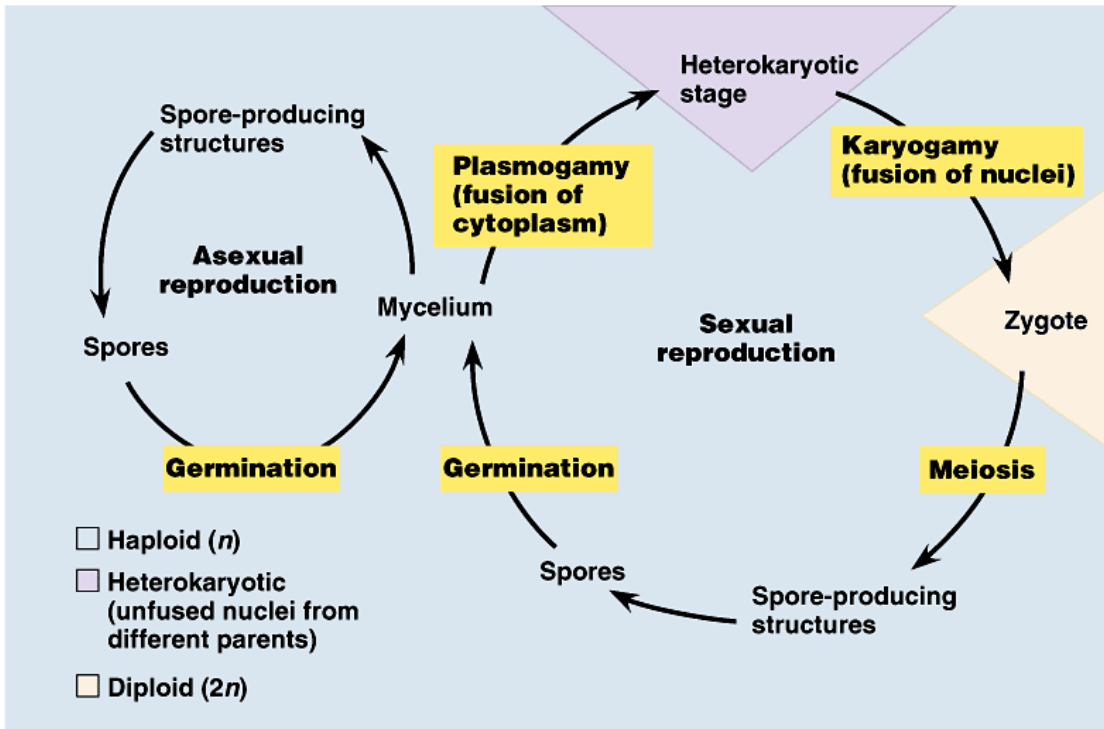 Heterokaryotic
stage
Spore-producing
structures
Karyogamy
(fusion of nuclei)
Plasmogamy
(fusion of
cytoplasm)
Asexual
reproduction
Mycelium
Zygote
Sexual
reproduction
Spores
Germination
Germination
Meiosis
Haploid (n)
Spores
Heterokaryotic
(unfused nuclei from
different parents)
Spore-producing
structures
Diploid (2n)